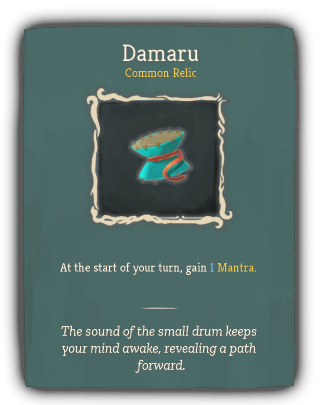 Damaru
Common Relic
At the start of your turn, gain 1 Mantra.
The sound of the small drum keeps
your mind awake, revealing a path
forward.